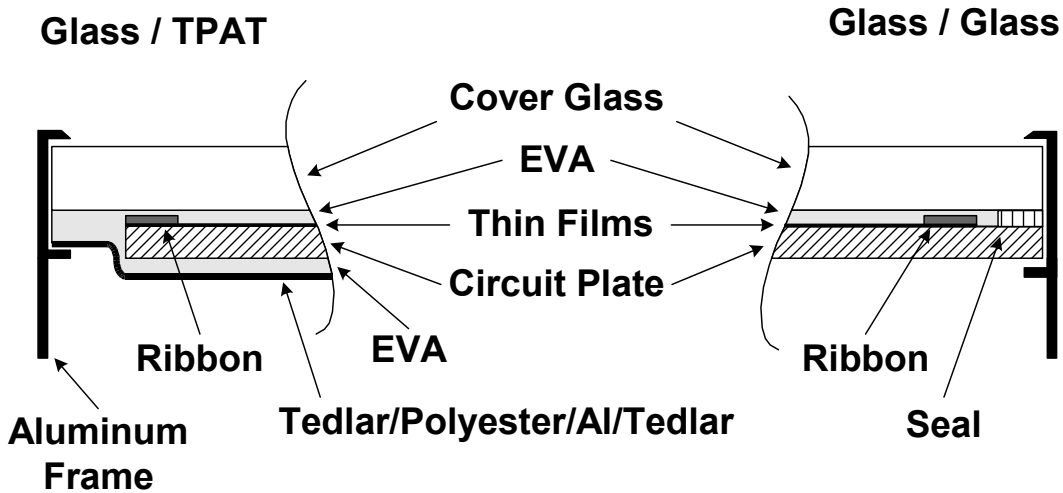 Glass / TPAT
Glass / Glass
Cover Glass
EVA
Thin Films
Circuit Plate
Ribbon
EVA
Ribbon
Tedlar/Polyester/Al/Tedlar
Seal
Aluminum
Frame